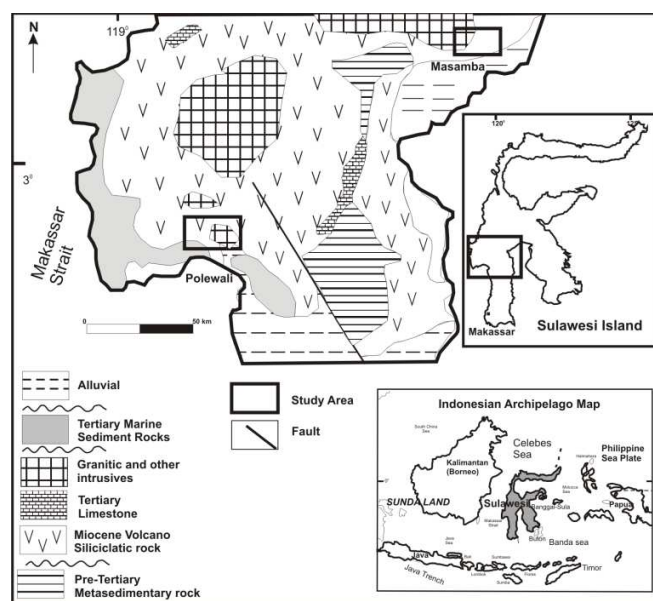 N
119°
Masamba
3°
Makassar
Strait
Polewali
0
50 km
120°
Makassar
Sulawesi Island
Alluvial
Tertiary Marine
Sediment Rocks
Granitic and other
intrusives
Tertiary
Limestone
Miocene Volcano
Siliciclatic rock
Pre-Tertiary
Metasedimentary rock
Study Area
Fault
Indonesian Archipelago Map
South China
Sea
Celebes
Sea
Philippine
Sea Plate
Kalimantan
(Borneo)
SUNDA LAND
Sulawesi
Banggai-Sula
Papua
Buton
Banda sea
Java
Sea
Java
Bali
Java Trench
Timor